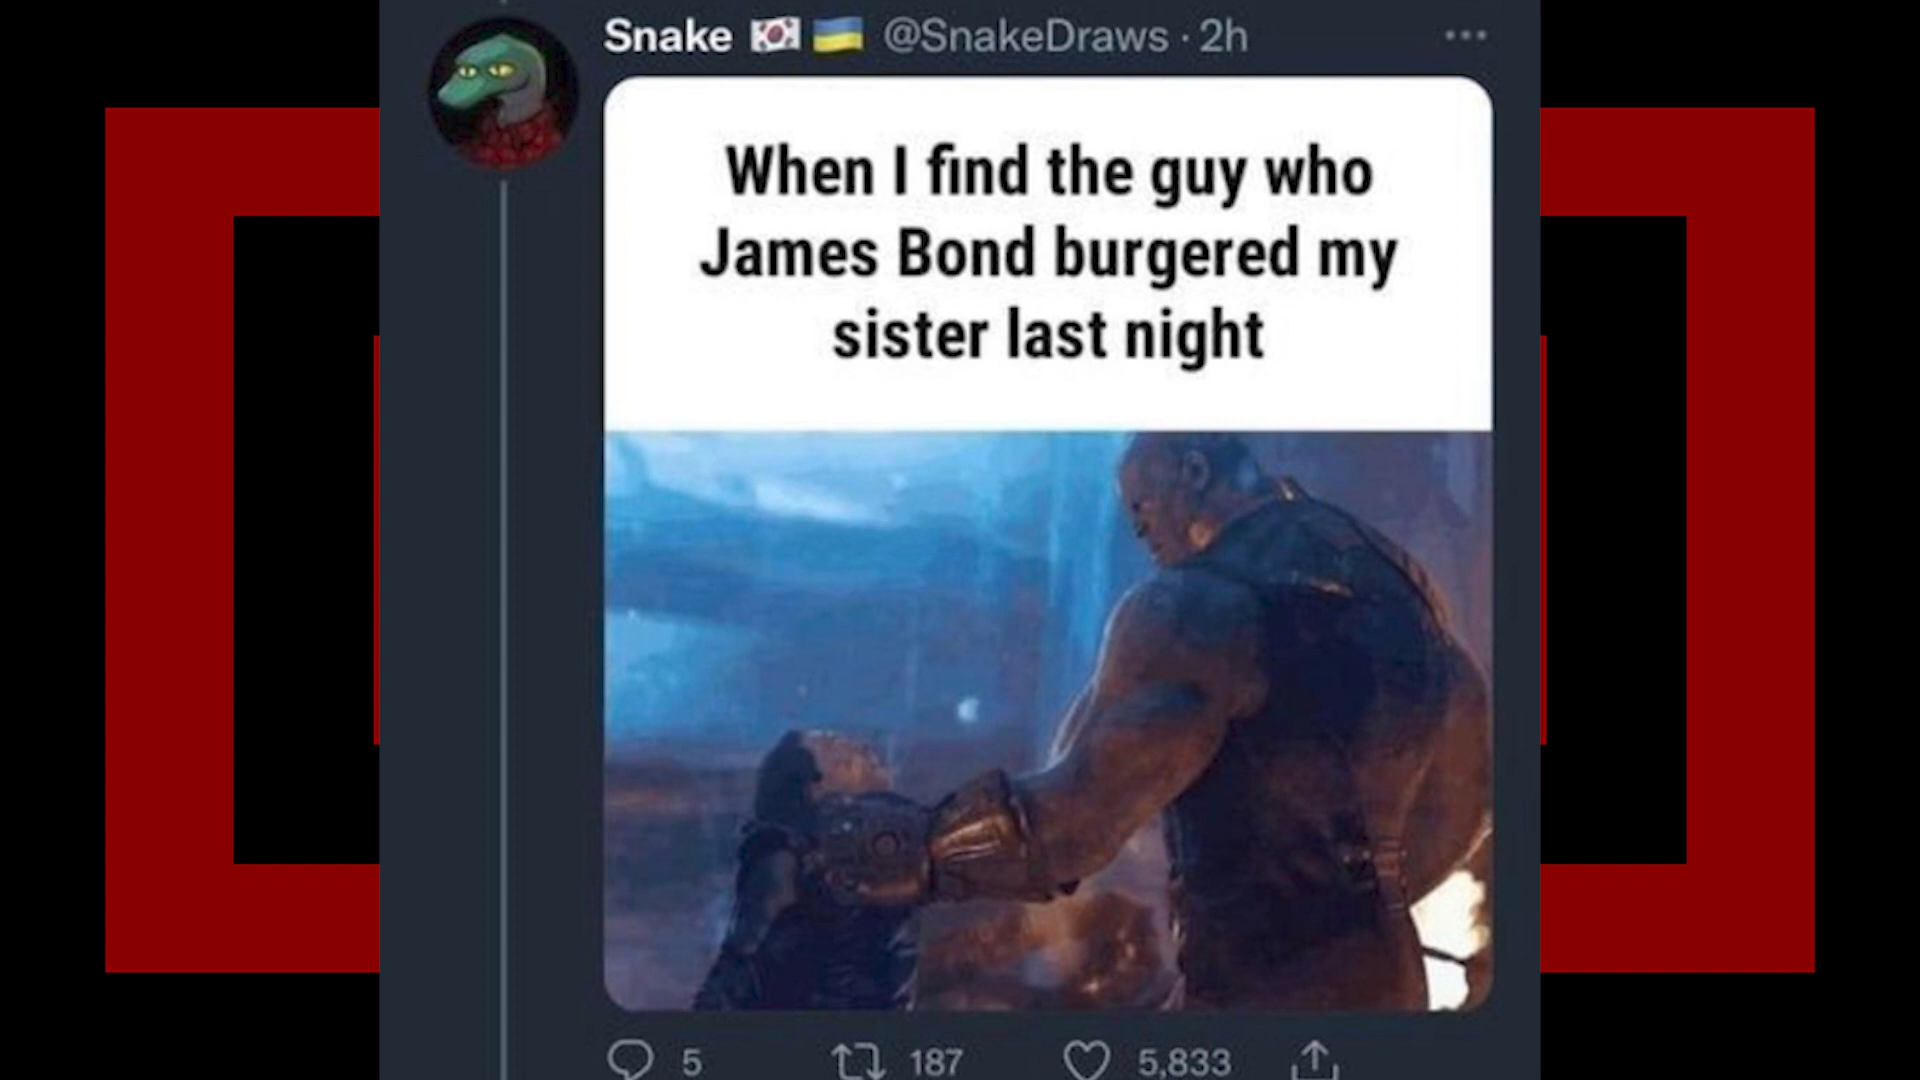 Snake 🇰🇷 🇺🇦 @SnakeDraws · 2h
When I find the guy who
James Bond burgered my
sister last night
5 187 5,833